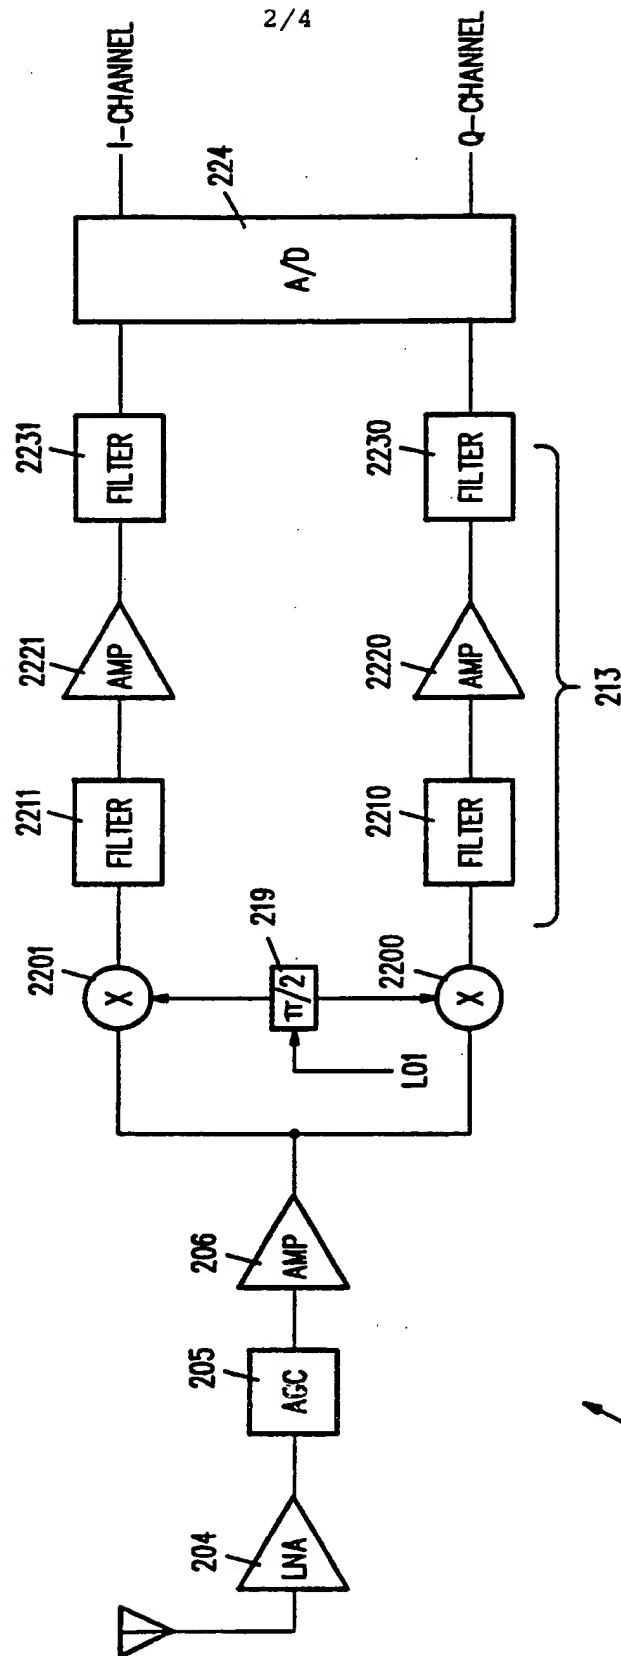 2/4
I-CHANNEL
Q-CHANNEL
224
A/D
2231
FILTER
2230
FILTER
2221
AMP
2220
AMP
213
2211
FILTER
2210
FILTER
2201
X
219
π/2
2200
X
LO1
206
AMP
205
AGC
204
LNA